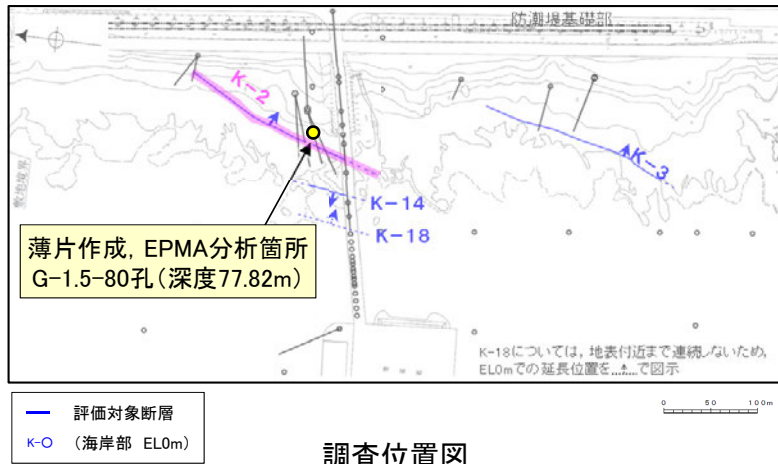 防潮堤基礎部
K-2
K-3
K-14
K-18
敷地境界
薄片作成, EPMA分析箇所
G-1.5-80孔(深度77.82m)
K-18については, 地表付近まで連続しないため,
EL0mでの延長位置を
で図示
評価対象断層
K-○ (海岸部 EL0m)
0 50 100m
調査位置図